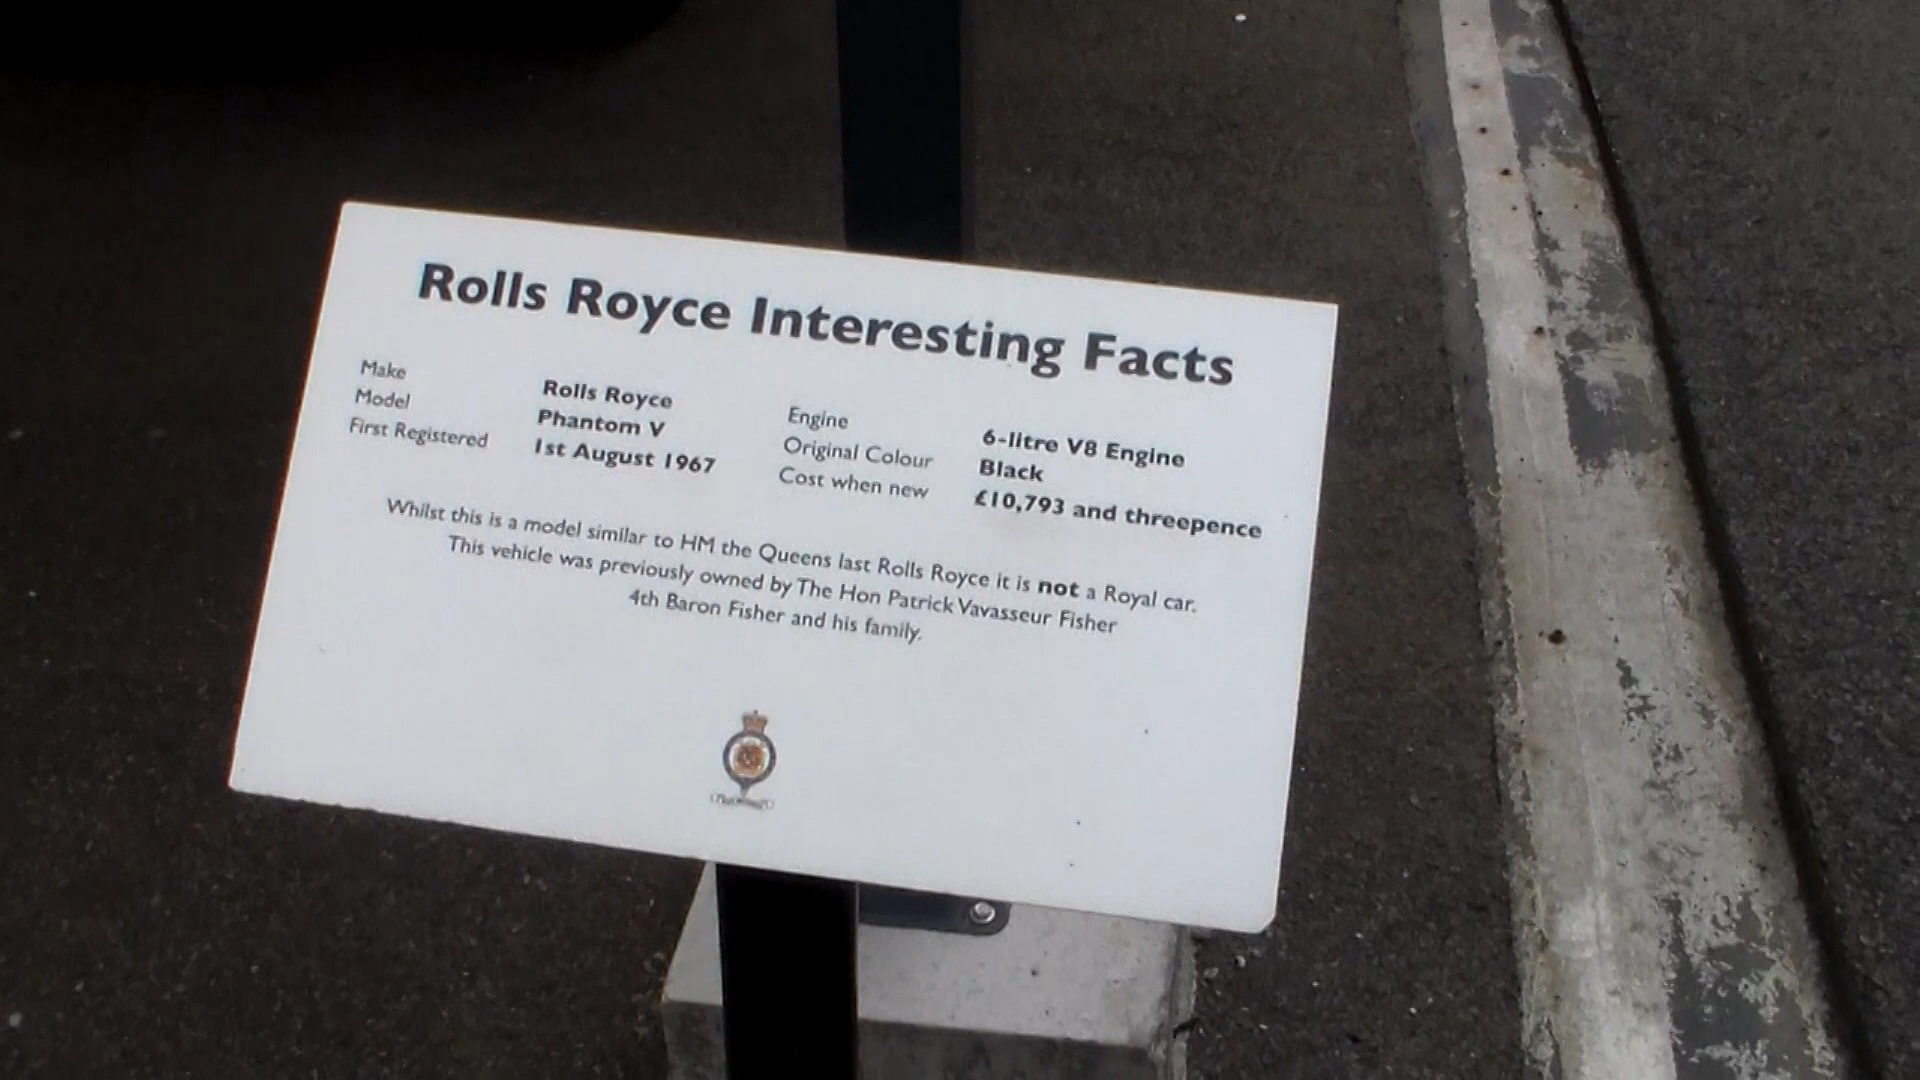 Rolls Royce Interesting Facts
Make Rolls Royce
Model Phantom V
First Registered 1st August 1967
Engine 6-litre V8 Engine
Original Colour Black
Cost when new £10,793 and threepence
Whilst this is a model similar to HM the Queens last Rolls Royce it is not a Royal car.
This vehicle was previously owned by The Hon Patrick Vavasseur Fisher
4th Baron Fisher and his family.